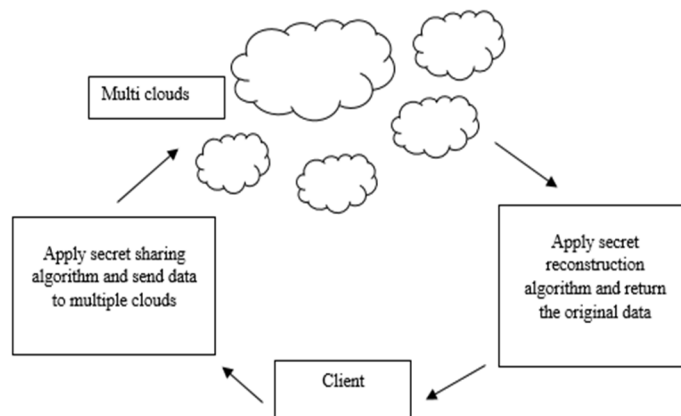 Multi clouds
Apply secret sharing
algorithm and send data
to multiple clouds
Apply secret
reconstruction
algorithm and return
the original data
Client